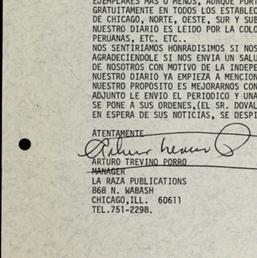 EJEMPLARES MAS O MENOS, AUNQUE POR
GRATUITAMENTE EN TODOS LOS ESTABLEC
DE CHICAGO, NORTE, OESTE, SUR Y SUB
NUESTRO DIARIO ES LEIDO POR LA COLO
PERUANAS, ETC. ETC..
NOS SENTIRIAMOS HONRADISIMOS SI NOS
AGRADECIENDOLE SI NOS ENVIA UN SALU
DE NOSOTROS CON MOTIVO DE LA INDEPE
NUESTRO DIARIO YA EMPIEZA A MENCION
NUESTRO PROPOSITO ES MEJORARNOS CON
ADJUNTO LE ENVIO EL PERIODICO Y UNA
SE PONE A SUS ORDENES,(EL SR. DOVAL
EN ESPERA DE SUS NOTICIAS, SE DESPI
ATENTAMENTE
ARTURO TREVINO PORRO
MANAGER
LA RAZA PUBLICATIONS
868 N. WABASH
CHICAGO,ILL. 60611
TEL.751-2298.